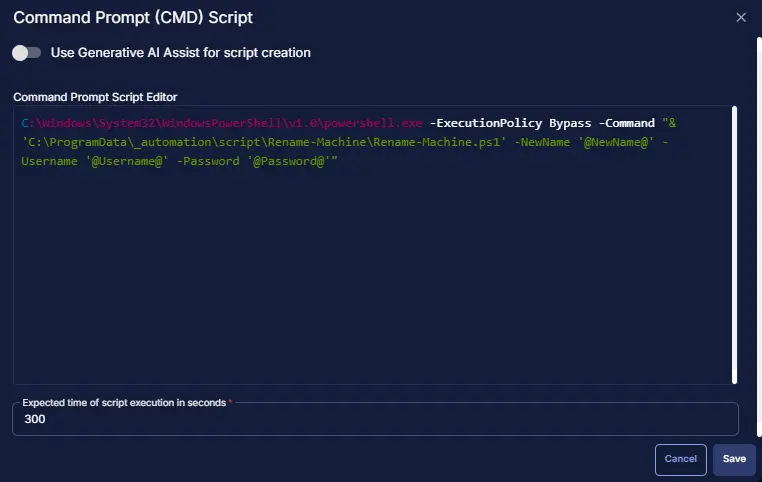 Command Prompt (CMD) Script
Use Generative AI Assist for script creation
Command Prompt Script Editor
C:\Windows\System32\WindowsPowerShell\v1.0\powershell.exe -ExecutionPolicy Bypass -Command "&
'C:\ProgramData\_automation\script\Rename-Machine\Rename-Machine.ps1' -NewName '@NewName@' -
Username '@Username@' -Password '@Password@'"
Expected time of script execution in seconds *
300
Cancel Save